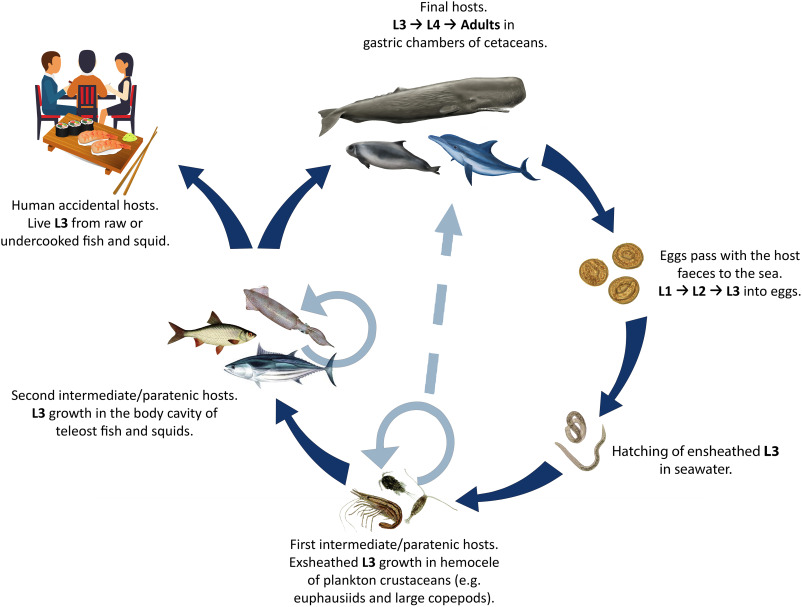 Final hosts.
L3 → L4 → Adults in
gastric chambers of cetaceans.
Human accidental hosts.
Live L3 from raw or
undercooked fish and squid.
Eggs pass with the host
faeces to the sea.
L1 → L2 → L3 into eggs.
Second intermediate/paratenic hosts.
L3 growth in the body cavity of
teleost fish and squids.
Hatching of ensheathed L3
in seawater.
First intermediate/paratenic hosts.
Exsheathed L3 growth in hemocele
of plankton crustaceans (e.g.
euphausiids and large copepods).